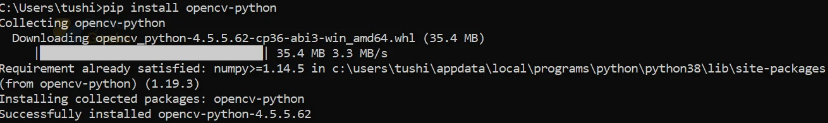 C:\Users\tushi>pip install opencv-python
Collecting opencv-python
  Downloading opencv_python-4.5.5.62-cp36-abi3-win_amd64.whl (35.4 MB)
     |████████████████████████████████| 35.4 MB 3.3 MB/s
Requirement already satisfied: numpy>=1.14.5 in c:\users\tushi\appdata\local\programs\python\python38\lib\site-packages
(from opencv-python) (1.19.3)
Installing collected packages: opencv-python
Successfully installed opencv-python-4.5.5.62